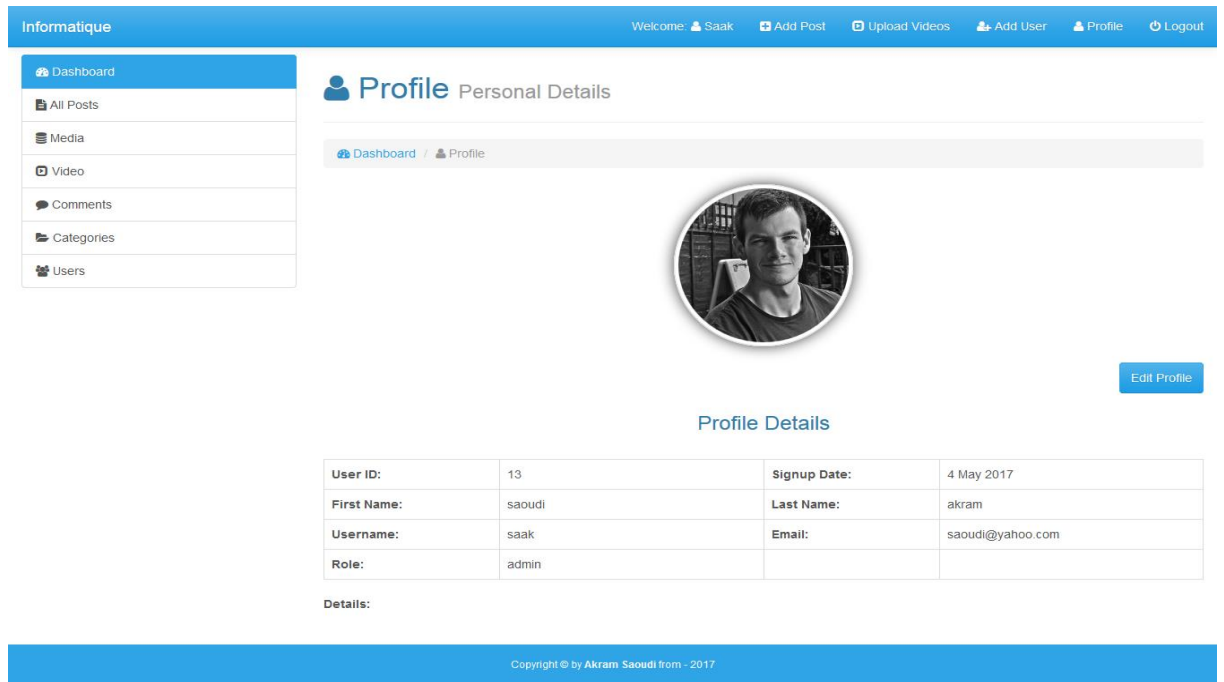 Informatique Welcome: Saak Add Post Upload Videos Add User Profile Logout
Dashboard
All Posts
Media
Video
Comments
Categories
Users
Profile Personal Details
Dashboard / Profile
Edit Profile
Profile Details
User ID: 13 Signup Date: 4 May 2017
First Name: saoudi Last Name: akram
Username: saak Email: saoudi@yahoo.com
Role: admin
Details:
Copyright © by Akram Saoudi from - 2017